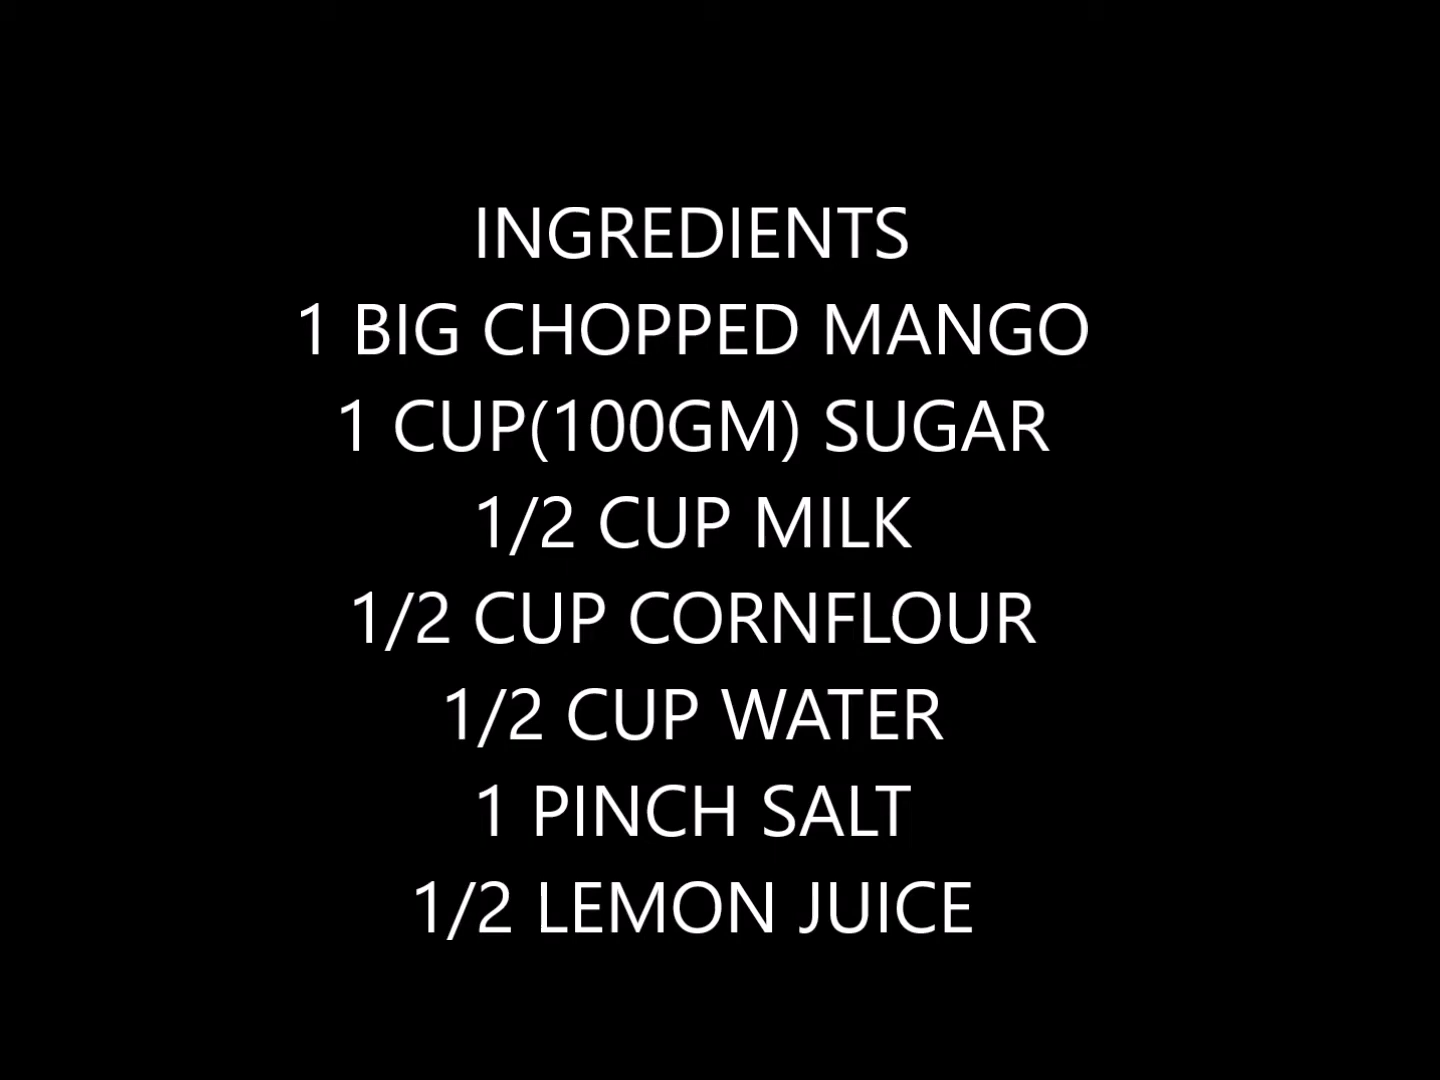 INGREDIENTS
1 BIG CHOPPED MANGO
1 CUP(100GM) SUGAR
1/2 CUP MILK
1/2 CUP CORNFLOUR
1/2 CUP WATER
1 PINCH SALT
1/2 LEMON JUICE